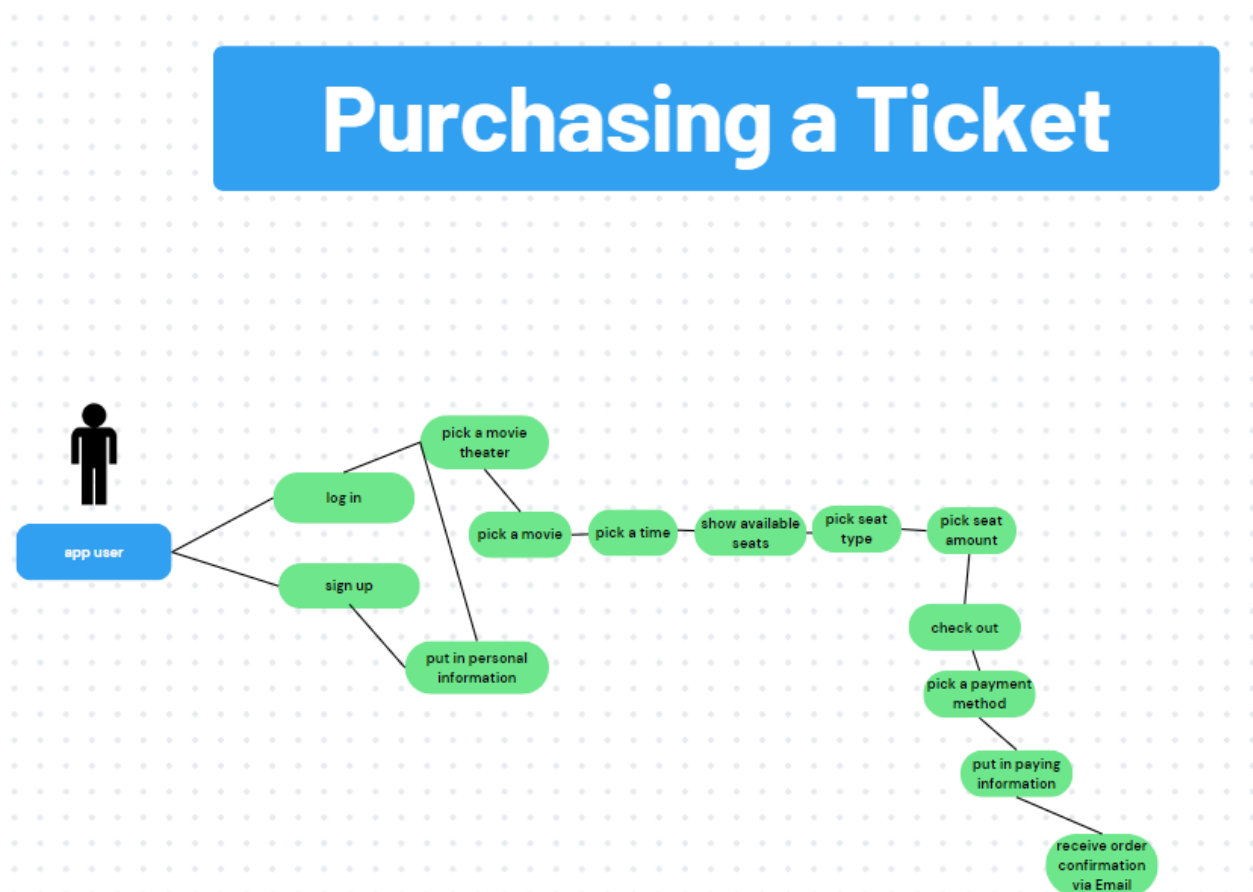 Purchasing a Ticket
pick a movie
theater
log in
app user
sign up
put in personal
information
pick a movie
pick a time
show available
seats
pick seat
type
pick seat
amount
check out
pick a payment
method
put in paying
information
receive order
confirmation
via Email